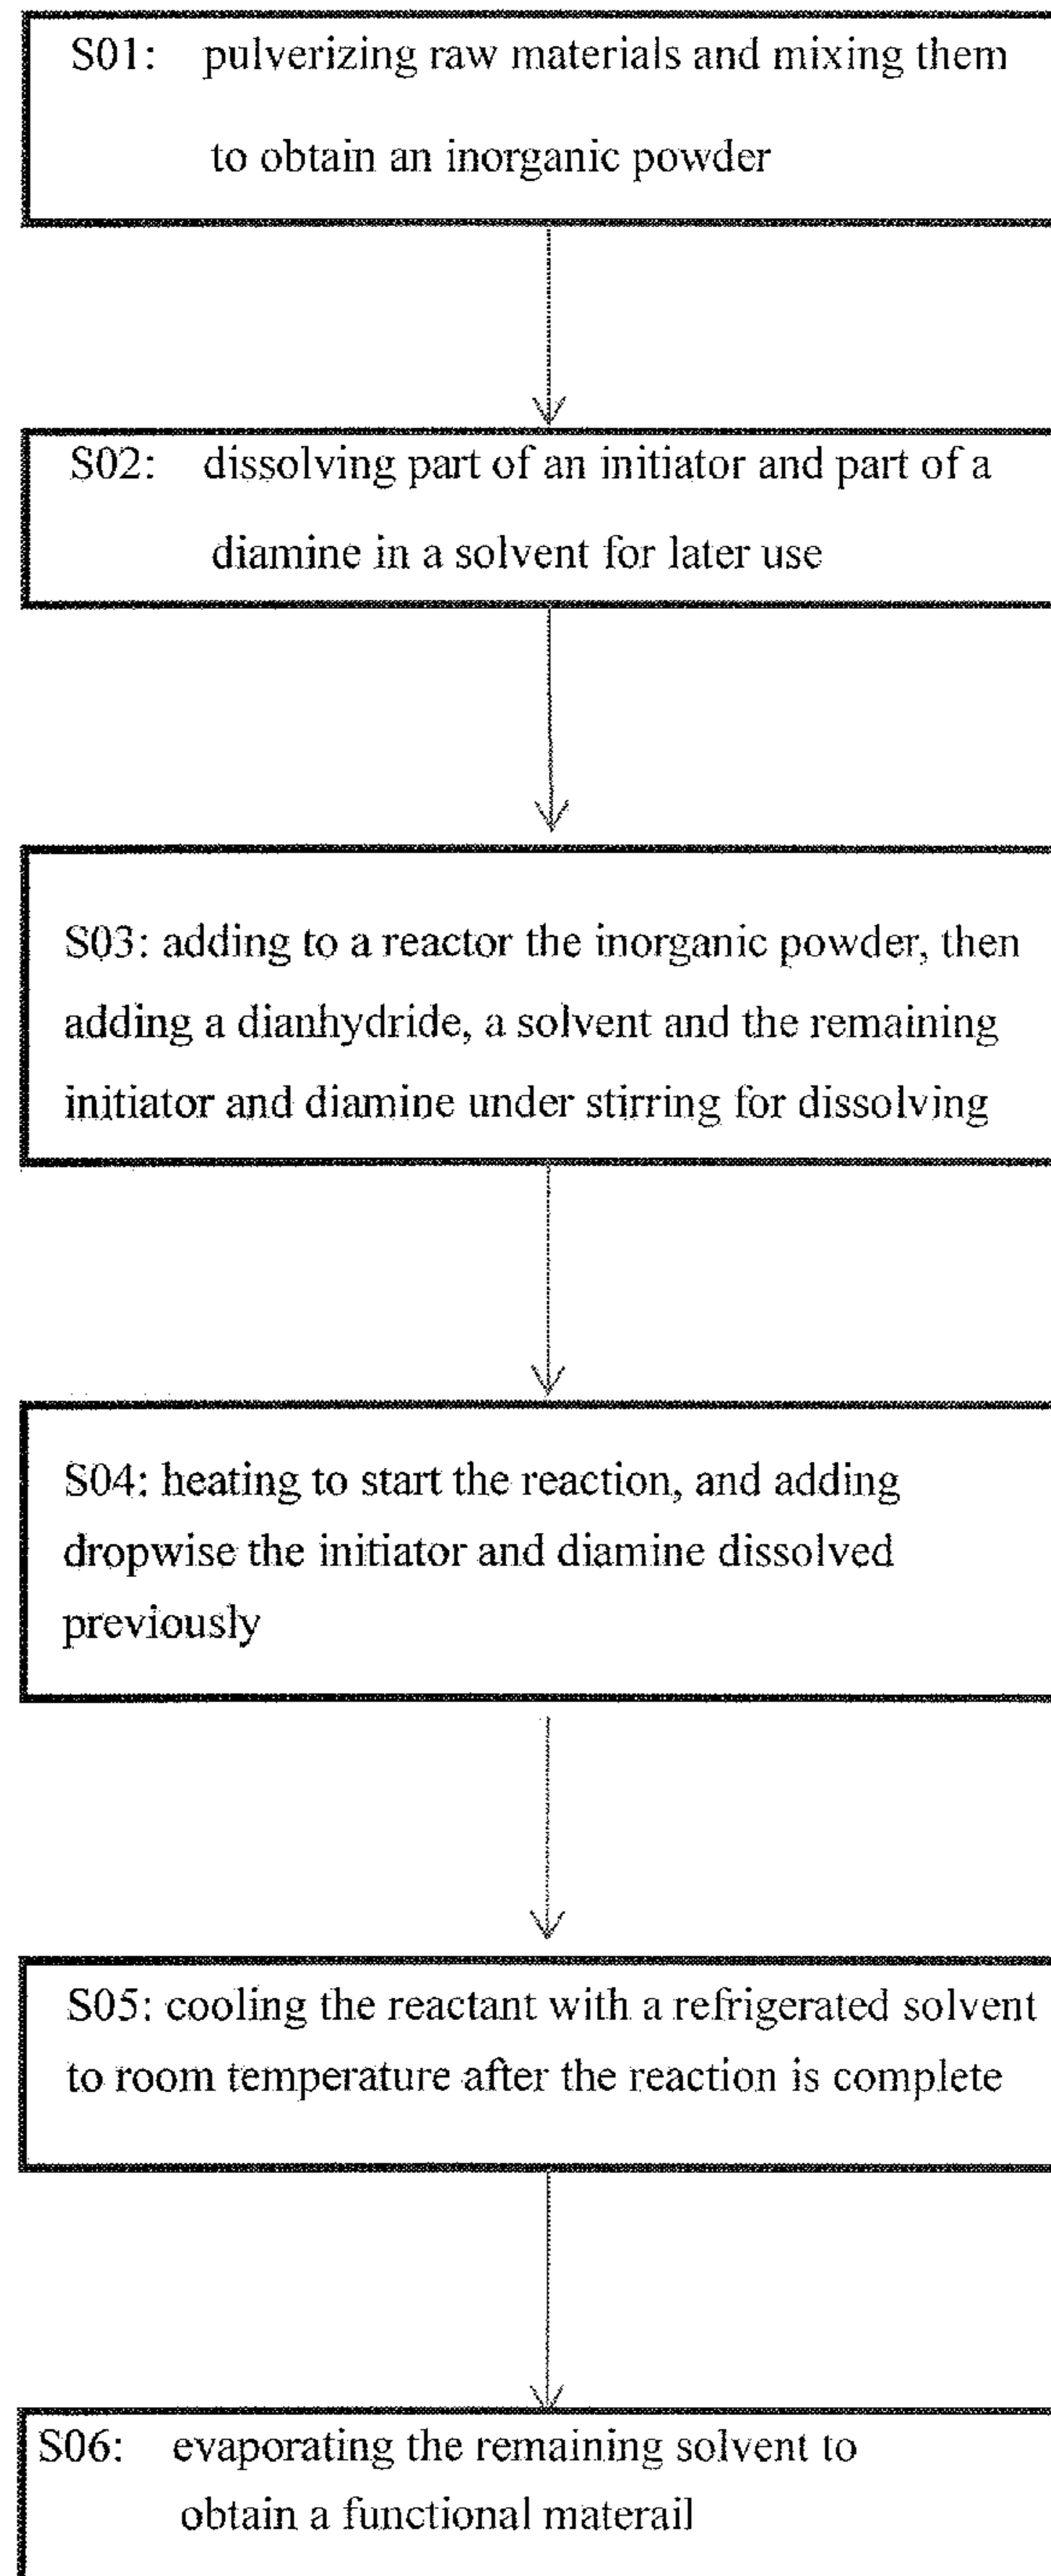 S01: pulverizing raw materials and mixing them
to obtain an inorganic powder
S02: dissolving part of an initiator and part of a
diamine in a solvent for later use
S03: adding to a reactor the inorganic powder, then
adding a dianhydride, a solvent and the remaining
initiator and diamine under stirring for dissolving
S04: heating to start the reaction, and adding
dropwise the initiator and diamine dissolved
previously
S05: cooling the reactant with a refrigerated solvent
to room temperature after the reaction is complete
S06: evaporating the remaining solvent to
obtain a functional materail